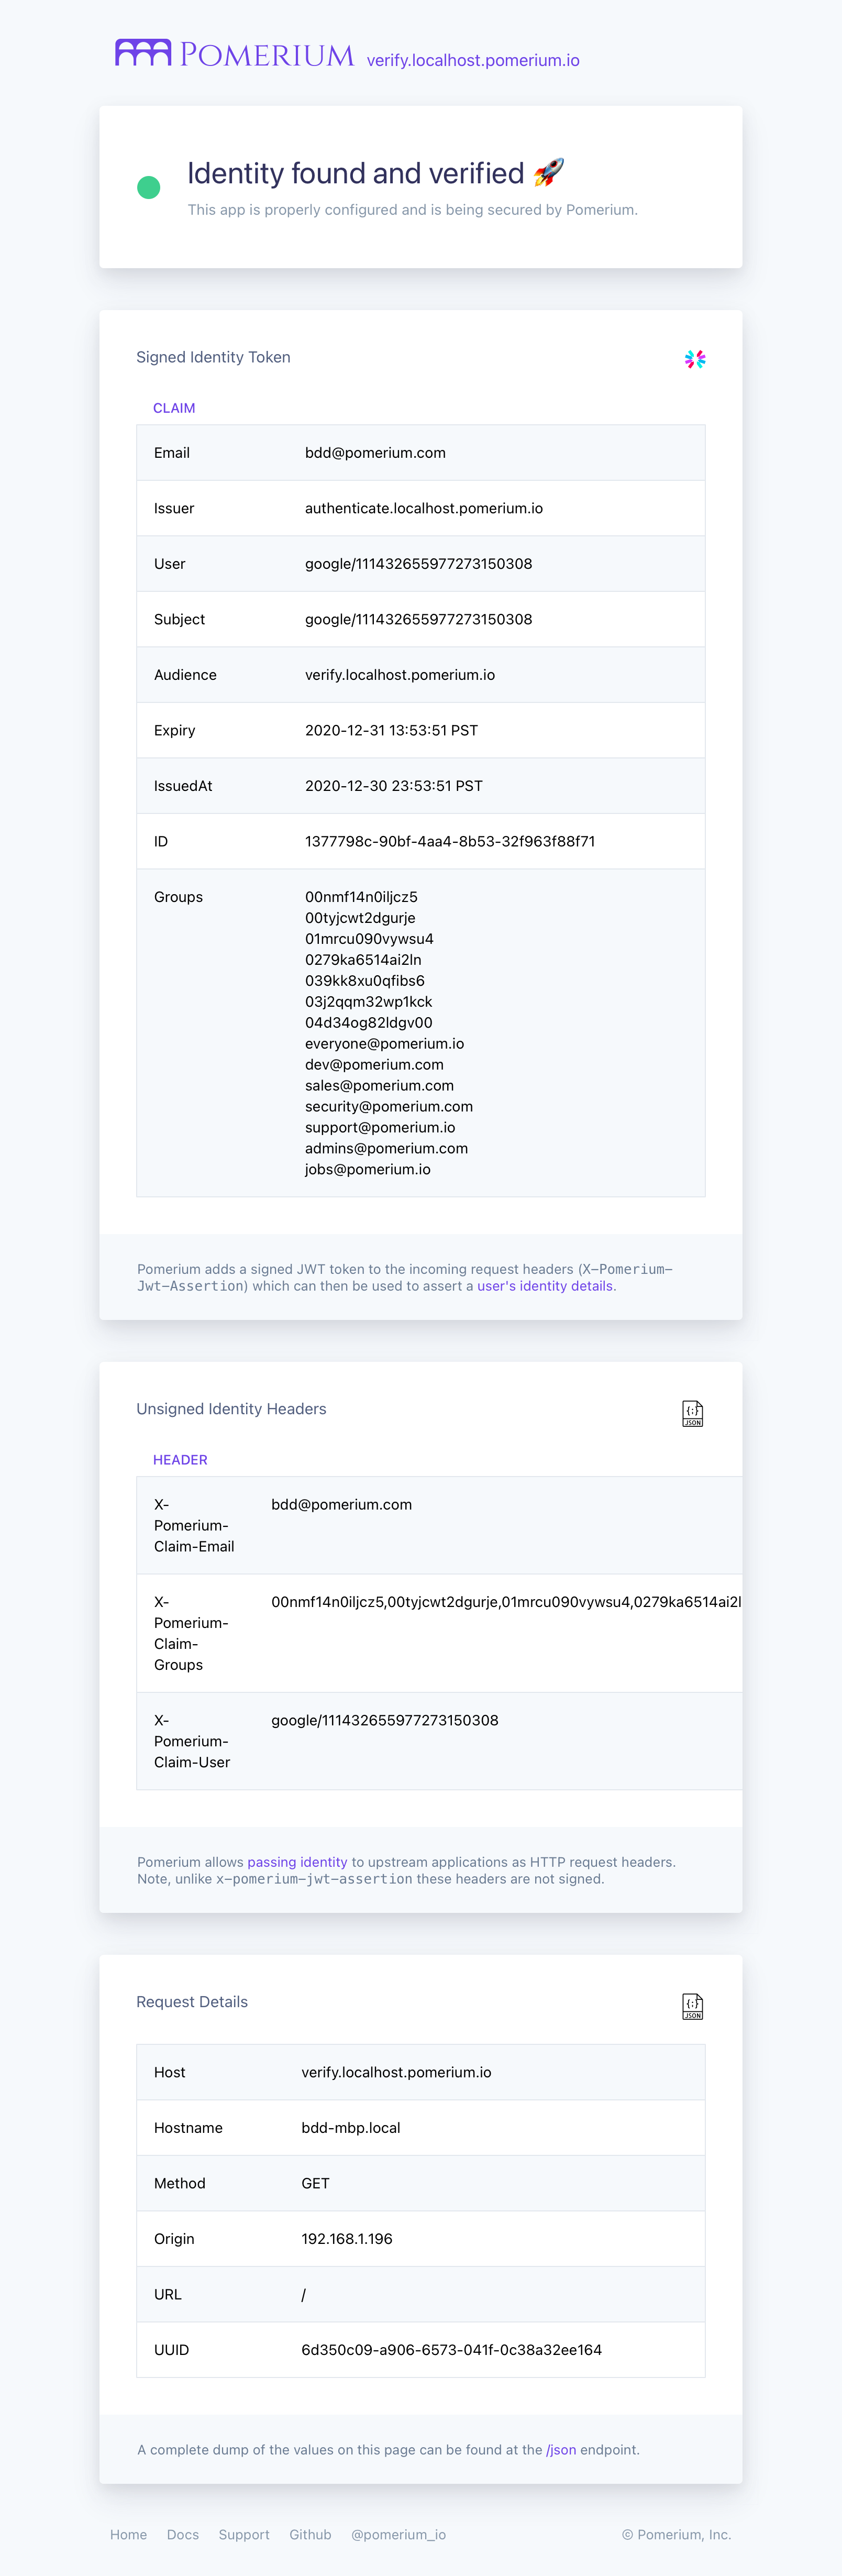 POMERIUM verify.localhost.pomerium.io
Identity found and verified 🚀
This app is properly configured and is being secured by Pomerium.
Signed Identity Token
CLAIM
Email bdd@pomerium.com
Issuer authenticate.localhost.pomerium.io
User google/111432655977273150308
Subject google/111432655977273150308
Audience verify.localhost.pomerium.io
Expiry 2020-12-31 13:53:51 PST
IssuedAt 2020-12-30 23:53:51 PST
ID 1377798c-90bf-4aa4-8b53-32f963f88f71
Groups 00nmf14n0iljcz5
00tyjcwt2dgurje
01mrcu090vywsu4
0279ka6514ai2ln
039kk8xu0qfibs6
03j2qqm32wp1kck
04d34og82ldgv00
everyone@pomerium.io
dev@pomerium.com
sales@pomerium.com
security@pomerium.com
support@pomerium.io
admins@pomerium.com
jobs@pomerium.io
Pomerium adds a signed JWT token to the incoming request headers (X-Pomerium-
Jwt-Assertion) which can then be used to assert a user's identity details.
Unsigned Identity Headers
JSON
HEADER
X- bdd@pomerium.com
Pomerium-
Claim-Email
X- 00nmf14n0iljcz5,00tyjcwt2dgurje,01mrcu090vywsu4,0279ka6514ai2l
Pomerium-
Claim-
Groups
X- google/111432655977273150308
Pomerium-
Claim-User
Pomerium allows passing identity to upstream applications as HTTP request headers.
Note, unlike x-pomerium-jwt-assertion these headers are not signed.
Request Details
JSON
Host verify.localhost.pomerium.io
Hostname bdd-mbp.local
Method GET
Origin 192.168.1.196
URL /
UUID 6d350c09-a906-6573-041f-0c38a32ee164
A complete dump of the values on this page can be found at the /json endpoint.
Home Docs Support Github @pomerium_io © Pomerium, Inc.